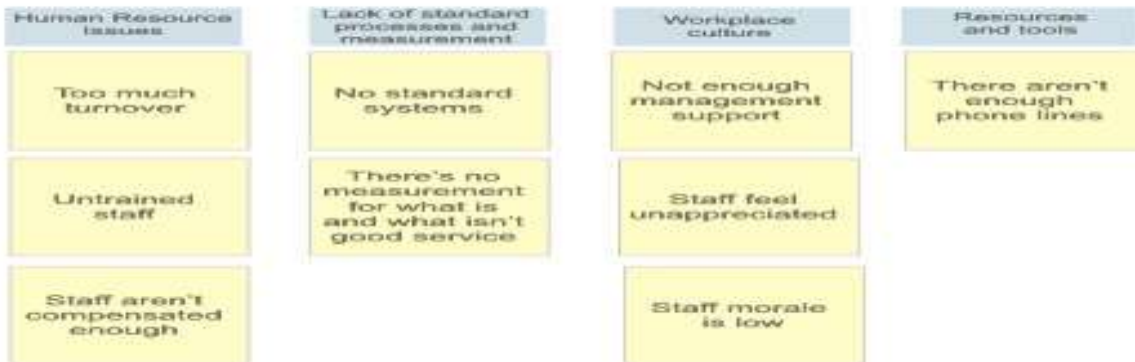 Human Resource
Issues
Lack of standard
processes and
measurement
Workplace
culture
Resources
and tools
Too much
turnover
No standard
systems
Not enough
management
support
There aren't
enough
phone lines
Untrained
staff
There's no
measurement
for what is
and what isn't
good service
Staff feel
unappreciated
Staff aren't
compensated
enough
Staff morale
is low